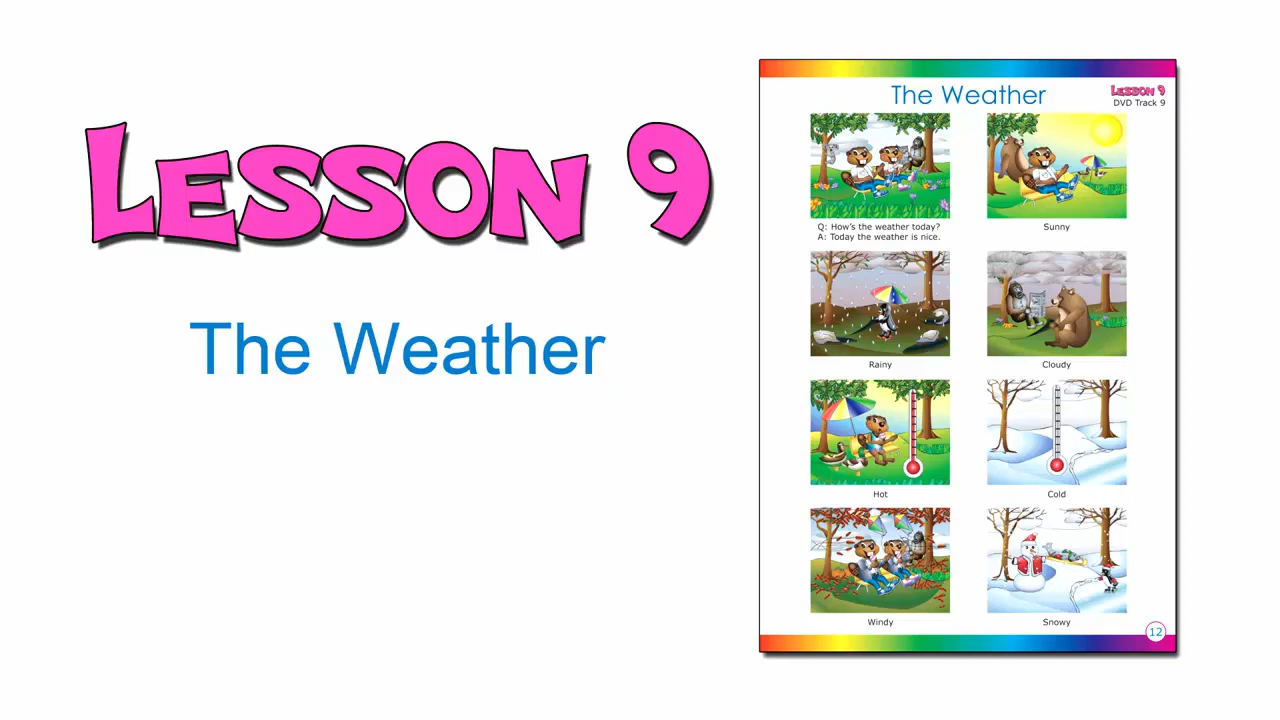 LESSON 9
The Weather
The Weather
LESSON 9
DVD Track 9
Q: How's the weather today?
A: Today the weather is nice.
Sunny
Rainy
Cloudy
Hot
Cold
Windy
Snowy
12